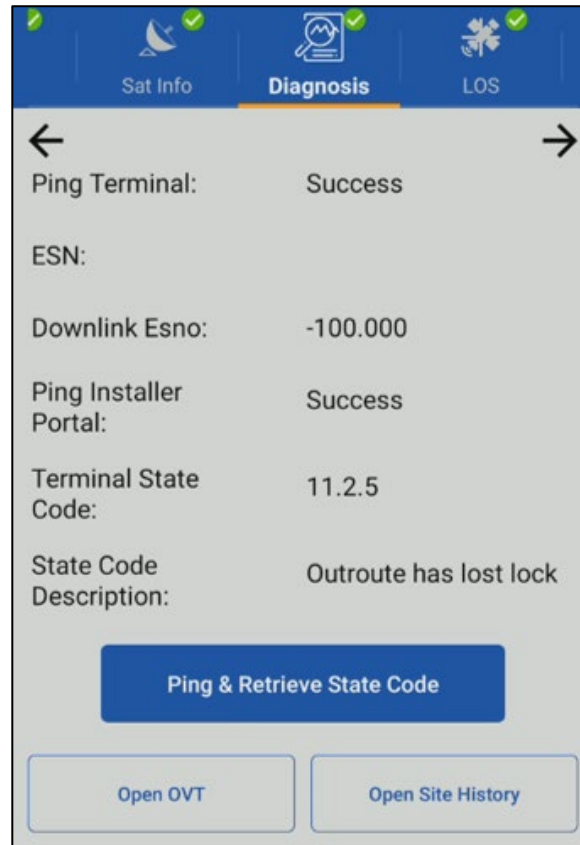 Sat Info
Diagnosis
LOS
Ping Terminal: Success
ESN:
Downlink Esno: -100.000
Ping Installer
Portal: Success
Terminal State
Code: 11.2.5
State Code
Description: Outroute has lost lock
Ping & Retrieve State Code
Open OVT
Open Site History